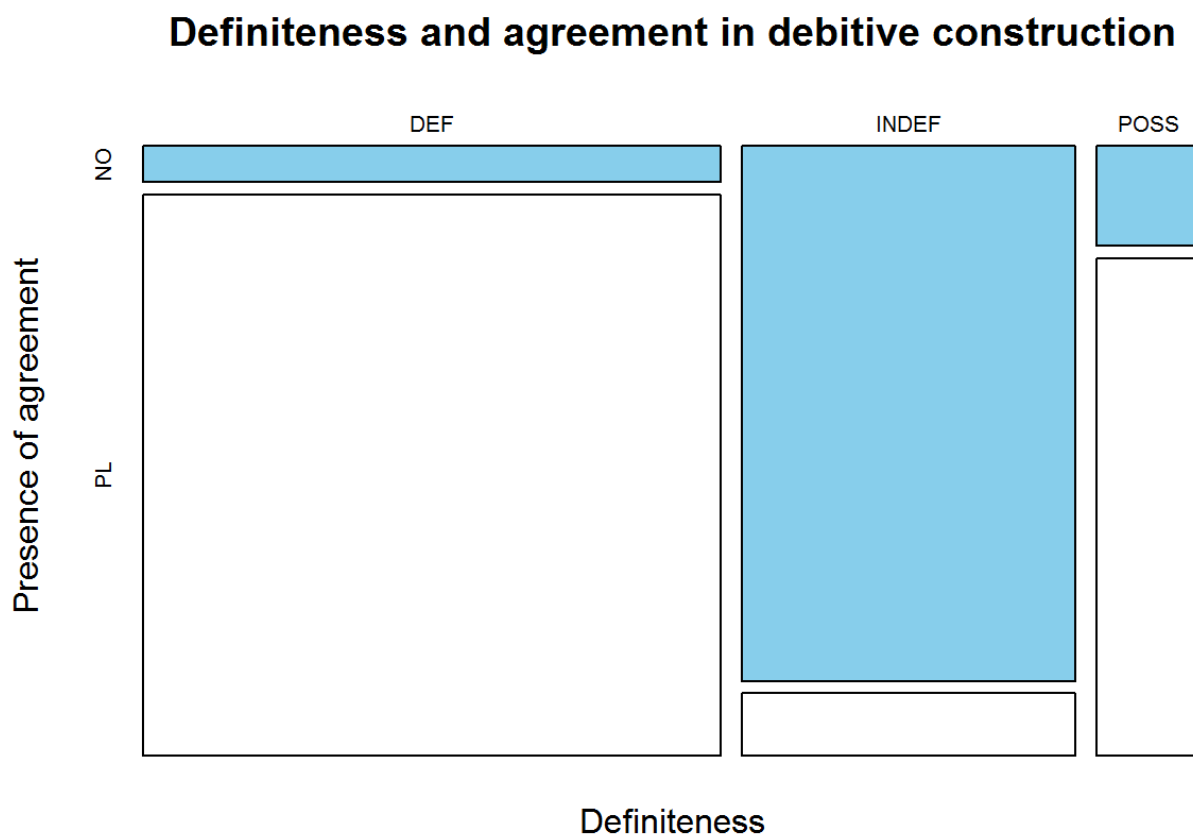 Definiteness and agreement in debitive construction
DEF INDEF POSS
NO
PL
Presence of agreement
Definiteness